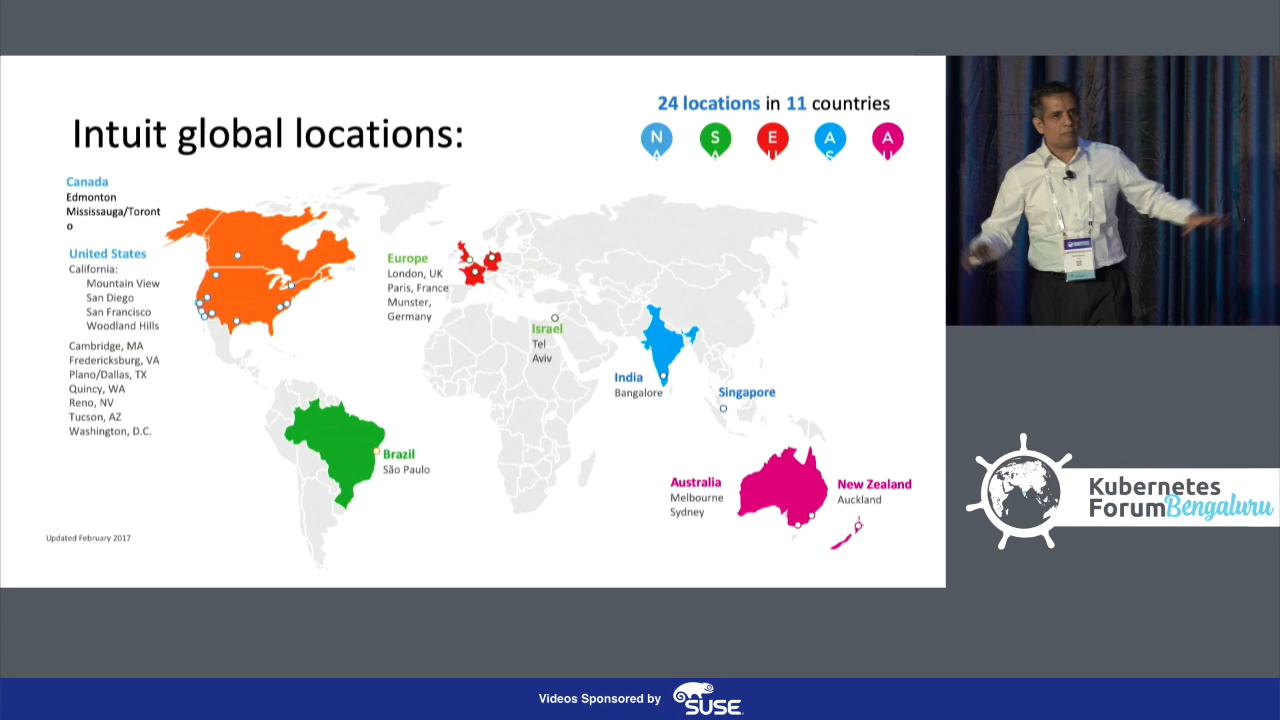 24 locations in 11 countries
Intuit global locations:
N
A
S
A
E
U
A
S
A
U
Canada
Edmonton
Mississauga/Toront
o
United States
California:
Mountain View
San Diego
San Francisco
Woodland Hills
Cambridge, MA
Fredericksburg, VA
Plano/Dallas, TX
Quincy, WA
Reno, NV
Tucson, AZ
Washington, D.C.
Europe
London, UK
Paris, France
Munster,
Germany
Israel
Tel
Aviv
India
Bangalore
Singapore
Brazil
São Paulo
Australia
Melbourne
Sydney
New Zealand
Auckland
Updated February 2017
Kubernetes
Forum Bengaluru
Videos Sponsored by SUSE